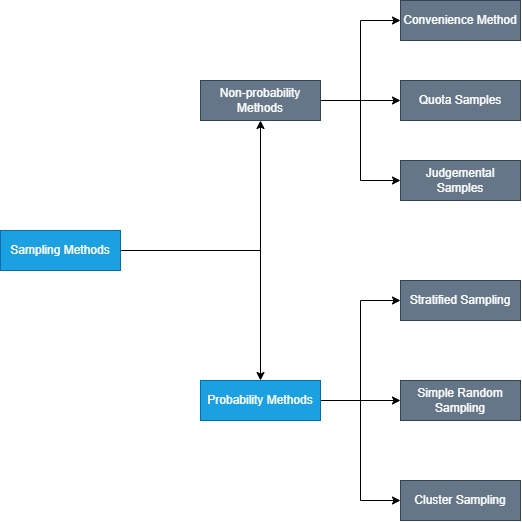 Convenience Method
Non-probability
Methods
Quota Samples
Judgemental
Samples
Sampling Methods
Stratified Sampling
Probability Methods
Simple Random
Sampling
Cluster Sampling